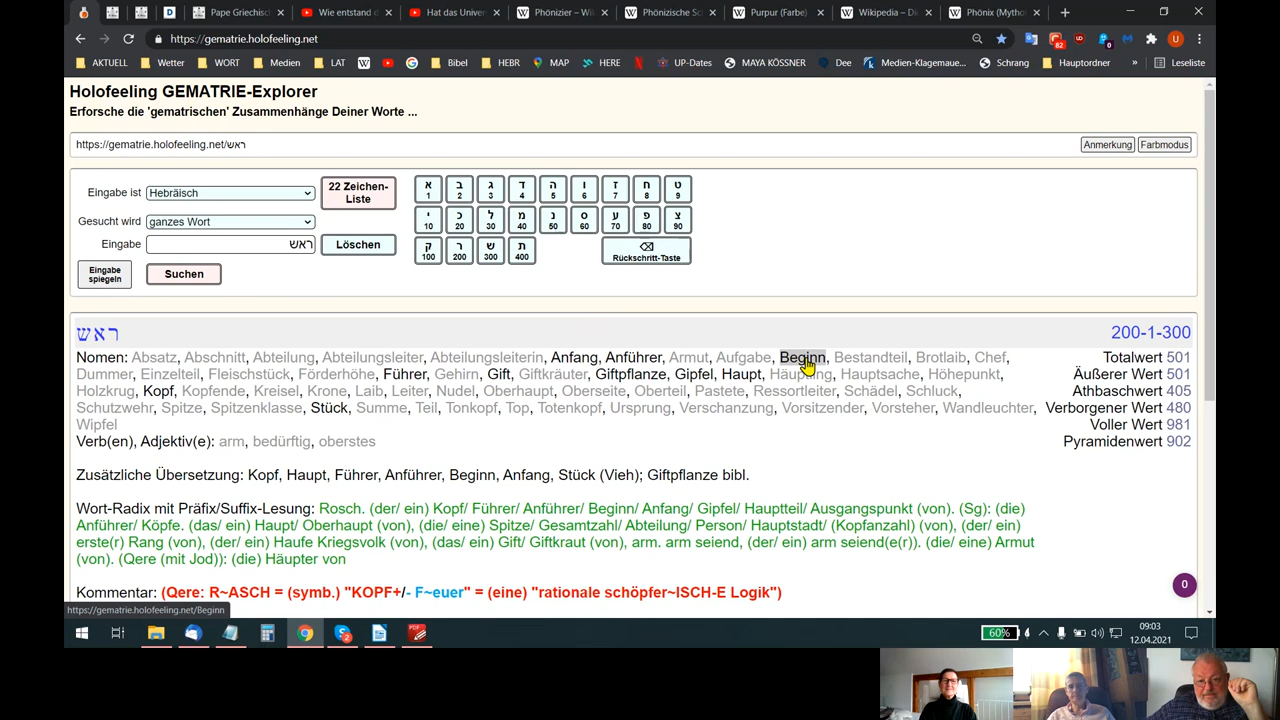 Pape Griechisch
Wie entstand d
Hat das Univer
Phönizier – Wi
Phönizische Sc
Purpur (Farbe)
Wikipedia – Di
Phönix (Mytho
https://gematrie.holofeeling.net
AKTUELL
Wetter
WORT
Medien
LAT
Bibel
HEBR
MAP
HERE
UP-Dates
MAYA KÖSSNER
Dee
Medien-Klagemaue...
Schrang
Hauptordner
Leseliste
Holofeeling GEMATRIE-Explorer
Erforsche die 'gematrischen' Zusammenhänge Deiner Worte ...
https://gematrie.holofeeling.net/ראש
Anmerkung
Farbmodus
Eingabe ist Hebräisch
22 Zeichen-
Liste
Gesucht wird ganzes Wort
Eingabe ראש Löschen
Eingabe
spiegeln
Suchen
א ב ג ד ה ו ז ח ט
1 2 3 4 5 6 7 8 9
י כ ל מ נ ס ע פ צ
10 20 30 40 50 60 70 80 90
ק ר ש ת
100 200 300 400 Rückschritt-Taste
ראש 200-1-300
Nomen: Absatz, Abschnitt, Abteilung, Abteilungsleiter, Abteilungsleiterin, Anfang, Anführer, Armut, Aufgabe, Beginn, Bestandteil, Brotlaib, Chef, Totalwert 501
Dummer, Einzelteil, Fleischstück, Förderhöhe, Führer, Gehirn, Gift, Giftkräuter, Giftpflanze, Gipfel, Haupt, Häuptling, Hauptsache, Höhepunkt, Äußerer Wert 501
Holzkrug, Kopf, Kopfende, Kreisel, Krone, Laib, Leiter, Nudel, Oberhaupt, Oberseite, Oberteil, Pastete, Ressortleiter, Schädel, Schluck, Athbaschwert 405
Schutzwehr, Spitze, Spitzenklasse, Stück, Summe, Teil, Tonkopf, Top, Totenkopf, Ursprung, Verschanzung, Vorsitzender, Vorsteher, Wandleuchter, Verborgener Wert 480
Wipfel Voller Wert 981
Verb(en), Adjektiv(e): arm, bedürftig, oberstes Pyramidenwert 902
Zusätzliche Übersetzung: Kopf, Haupt, Führer, Anführer, Beginn, Anfang, Stück (Vieh); Giftpflanze bibl.
Wort-Radix mit Präfix/Suffix-Lesung: Rosch. (der/ ein) Kopf/ Führer/ Anführer/ Beginn/ Anfang/ Gipfel/ Hauptteil/ Ausgangspunkt (von). (Sg): (die)
Anführer/ Köpfe. (das/ ein) Haupt/ Oberhaupt (von), (die/ eine) Spitze/ Gesamtzahl/ Abteilung/ Person/ Hauptstadt/ (Kopfanzahl) (von), (der/ ein)
erste(r) Rang (von), (der/ ein) Haufe Kriegsvolk (von), (das/ ein) Gift/ Giftkraut (von), arm. arm seiend, (der/ ein) arm seiend(e(r)). (die/ eine) Armut
(von). (Qere (mit Jod)): (die) Häupter von
Kommentar: (Qere: R~ASCH = (symb.) "KOPF+/- F~euer" = (eine) "rationale schöpfer~ISCH-E Logik")
0
https://gematrie.holofeeling.net/Beginn
60%
09:03
12.04.2021